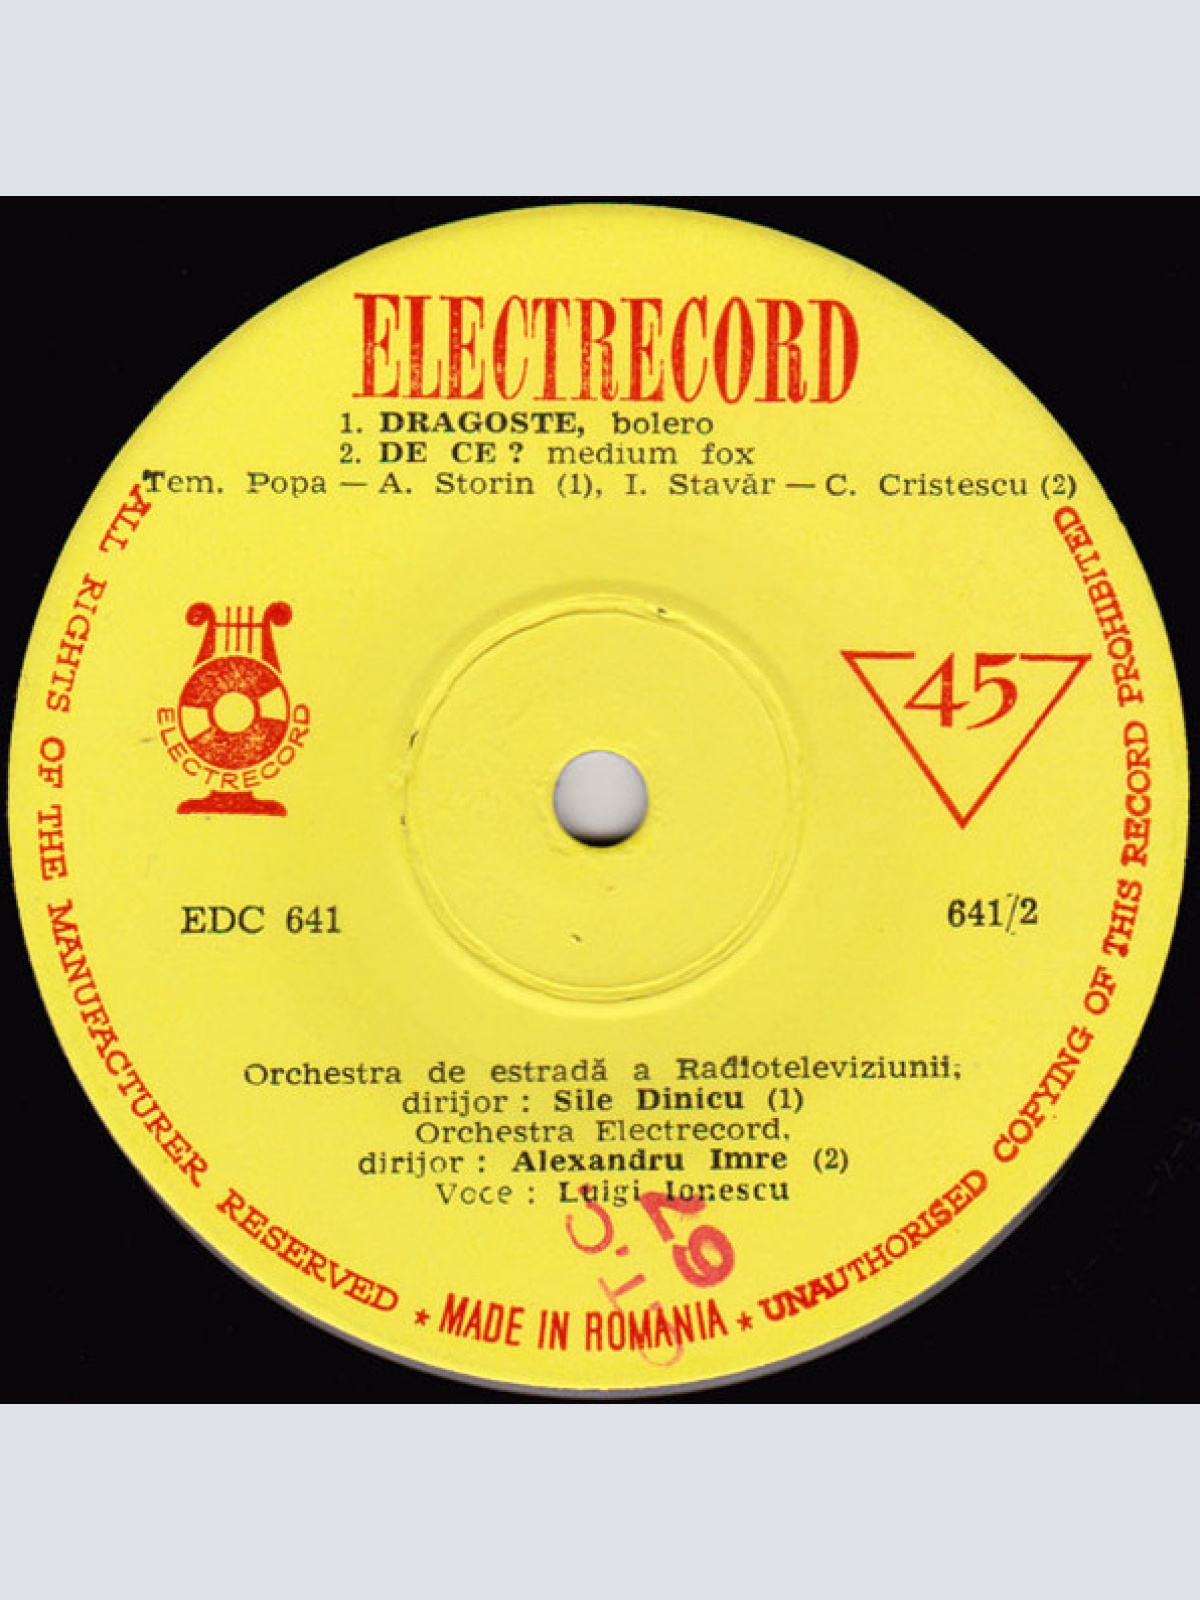 ELECTRECORD
1. DRAGOSTE, bolero
2. DE CE ? medium fox
Tem. Popa — A. Storin (1), I. Stavăr — C. Cristescu (2)
ELECTRECORD
45
EDC 641
641/2
Orchestra de estradă a Radioteleviziunii;
dirijor : Sile Dinicu (1)
Orchestra Electrecord,
dirijor : Alexandru Imre (2)
Voce : Luigi Ionescu
ALL RIGHTS OF THE MANUFACTURER RESERVED * MADE IN ROMANIA * UNAUTHORISED COPYING OF THIS RECORD PROHIBITED